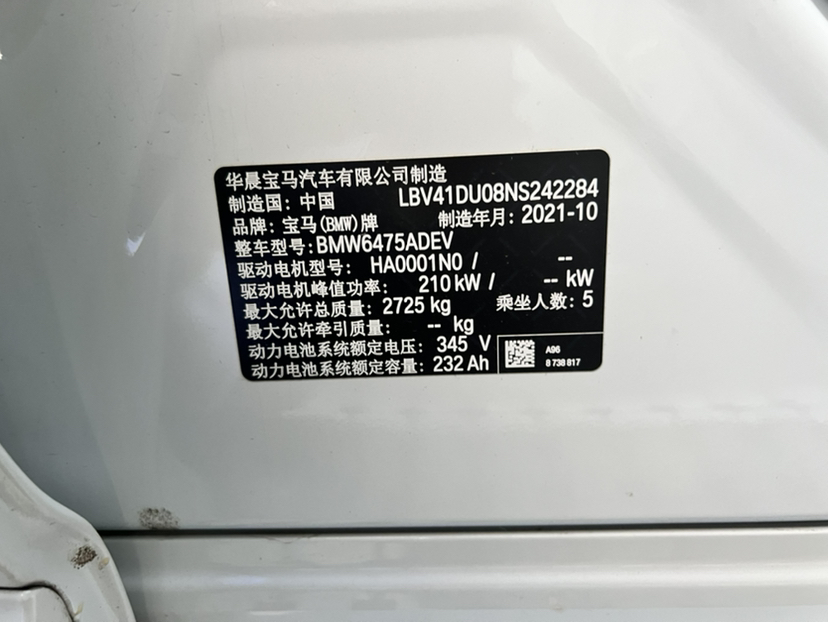 华晨宝马汽车有限公司制造
制造国：中国 LBV41DU08NS242284
品牌：宝马(BMW)牌 制造年月：2021-10
整车型号：BMW6475ADEV
驱动电机型号： HA0001N0 / --
驱动电机峰值功率： 210 kW / -- kW
最大允许总质量： 2725 kg 乘坐人数：5
最大允许牵引质量： -- kg
动力电池系统额定电压：345 V
动力电池系统额定容量：232 Ah
A96
8 738 817